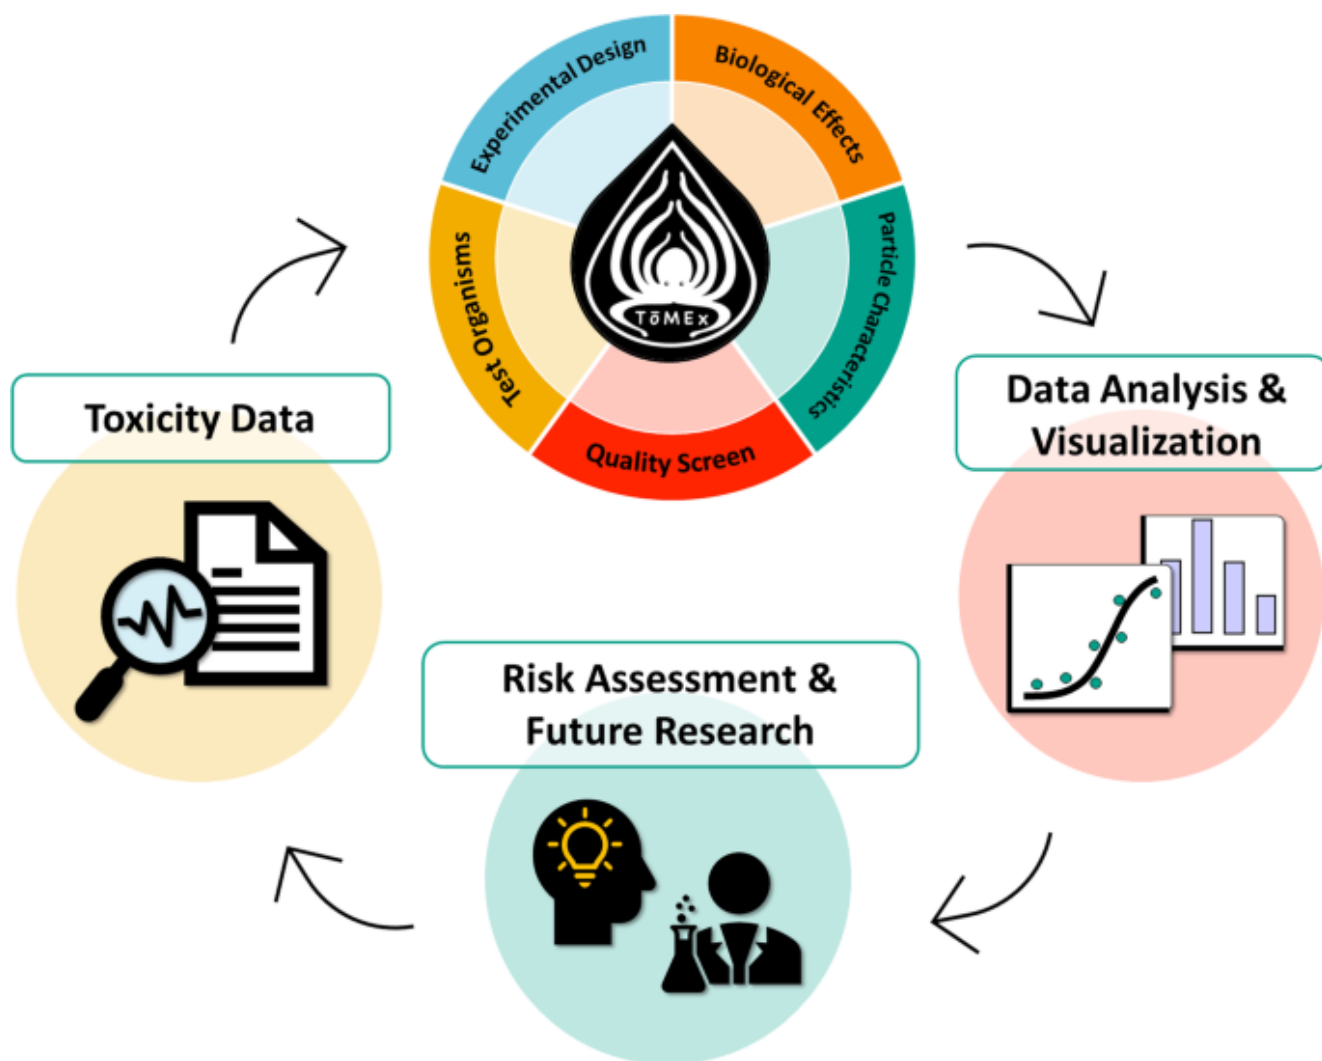 Experimental Design
Biological Effects
Particle Characteristics
Quality Screen
Test Organisms
TōMEx
Toxicity Data
Data Analysis &
Visualization
Risk Assessment &
Future Research